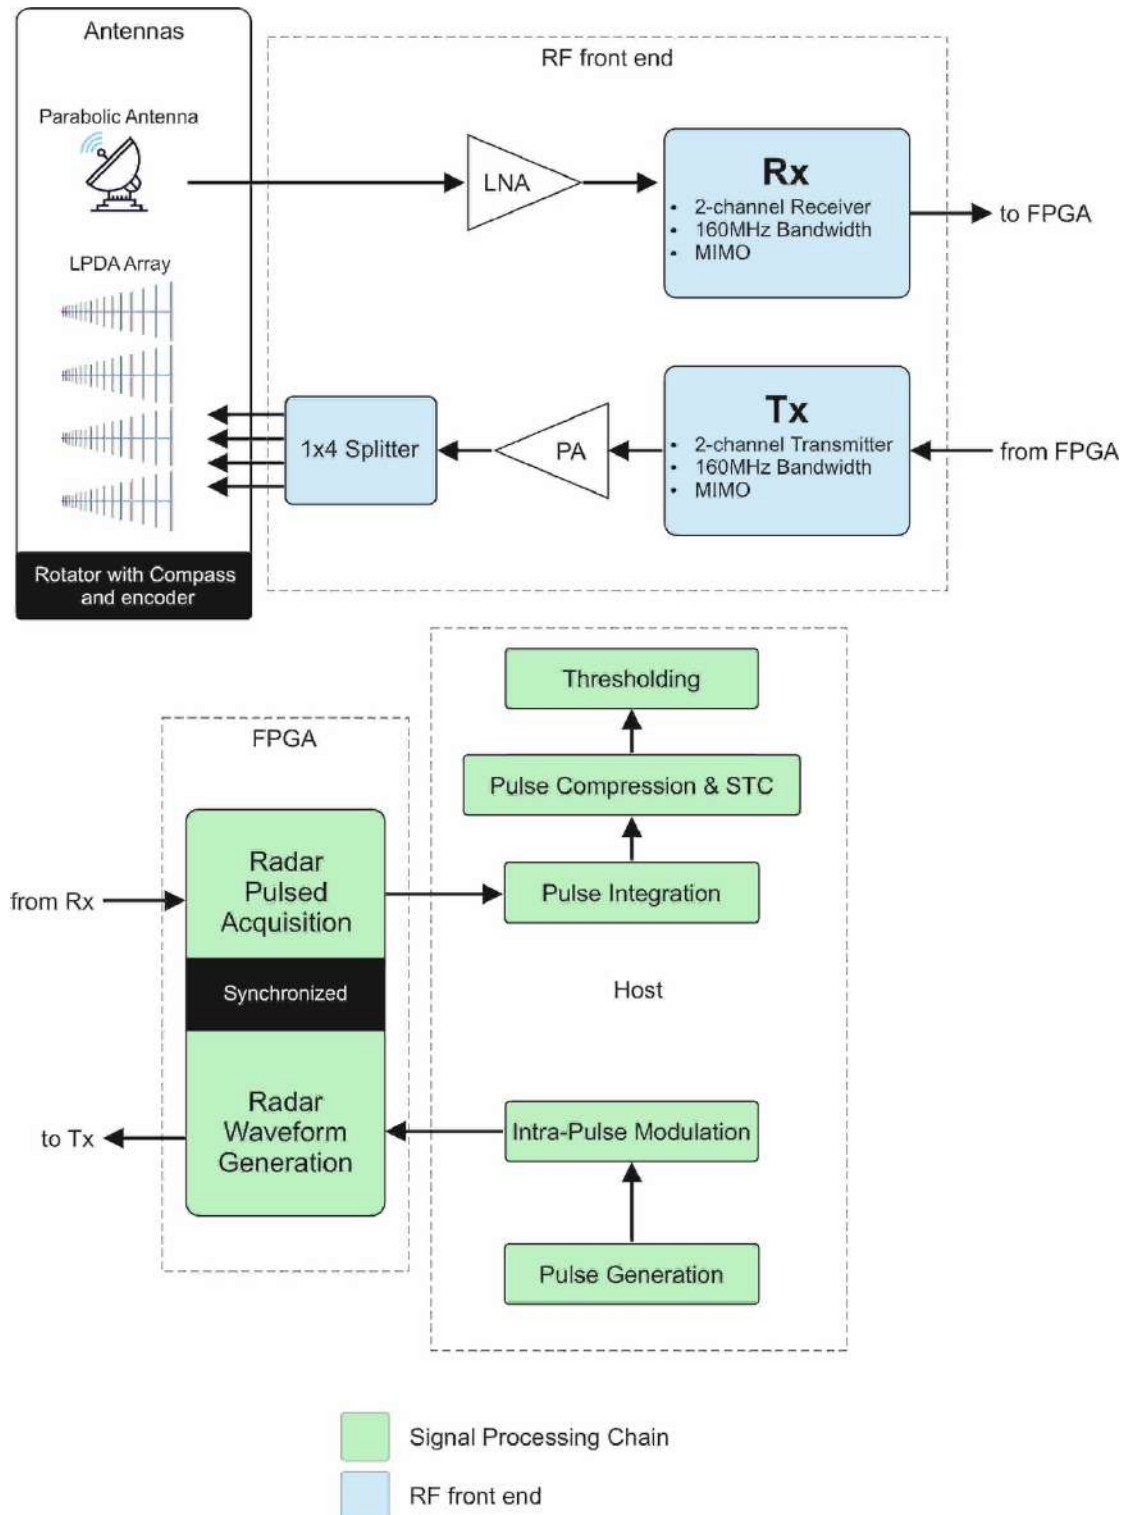 Antennas
RF front end
Parabolic Antenna
LNA
Rx
• 2-channel Receiver
• 160MHz Bandwidth
• MIMO
to FPGA
LPDA Array
1x4 Splitter
PA
Tx
• 2-channel Transmitter
• 160MHz Bandwidth
• MIMO
from FPGA
Rotator with Compass
and encoder
Thresholding
FPGA
Pulse Compression & STC
Radar
Pulsed
Acquisition
from Rx
Pulse Integration
Synchronized
Host
Radar
Waveform
Generation
to Tx
Intra-Pulse Modulation
Pulse Generation
Signal Processing Chain
RF front end